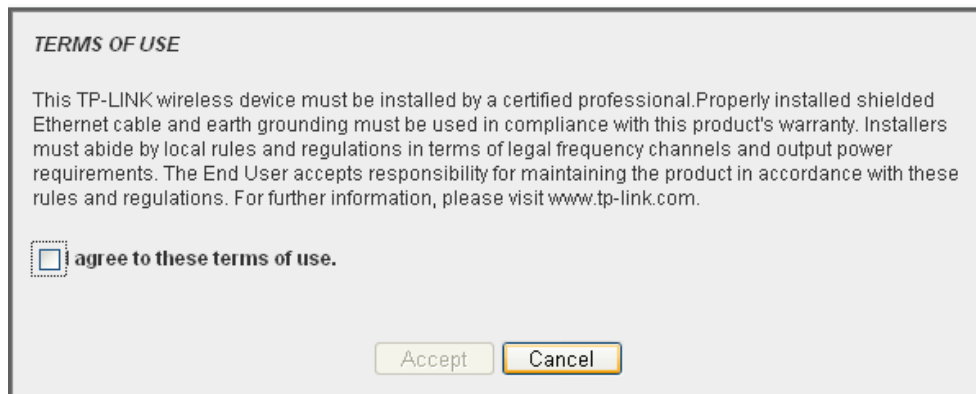 TERMS OF USE
This TP-LINK wireless device must be installed by a certified professional.Properly installed shielded
Ethernet cable and earth grounding must be used in compliance with this product's warranty. Installers
must abide by local rules and regulations in terms of legal frequency channels and output power
requirements. The End User accepts responsibility for maintaining the product in accordance with these
rules and regulations. For further information, please visit www.tp-link.com.
I agree to these terms of use.
Accept Cancel